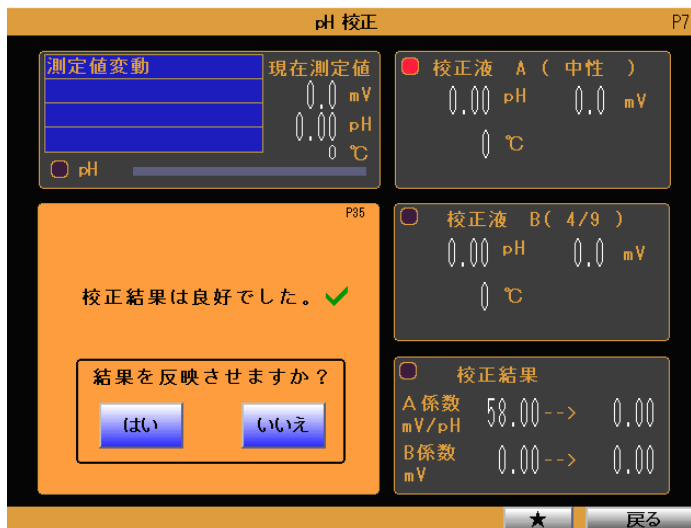 pH 校正
P7
測定値変動
現在測定値
0.0 mV
0.00 pH
0 ℃
pH
校正液 A ( 中性 )
0.00 pH 0.0 mV
0 ℃
P35
校正結果は良好でした。
結果を反映させますか？
はい いいえ
校正液 B( 4/9 )
0.00 pH 0.0 mV
0 ℃
校正結果
A係数 mV/pH 58.00--> 0.00
B係数 mV 0.00--> 0.00
★ 戻る